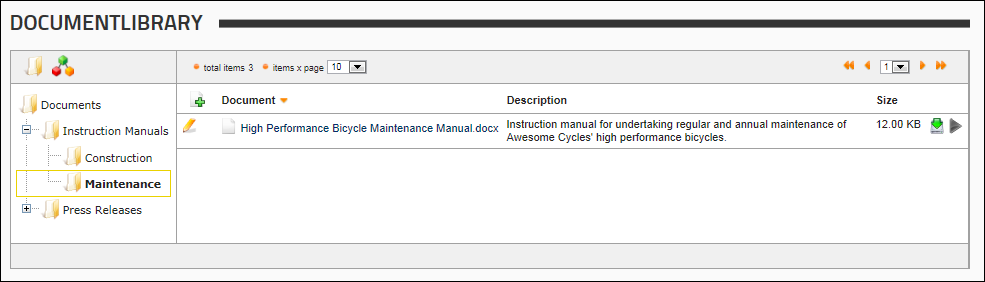 DOCUMENTLIBRARY
total items 3 items x page 10 1
Documents
Instruction Manuals
Construction
Maintenance
Press Releases
Document Description Size
High Performance Bicycle Maintenance Manual.docx Instruction manual for undertaking regular and annual maintenance of 12.00 KB
Awesome Cycles' high performance bicycles.